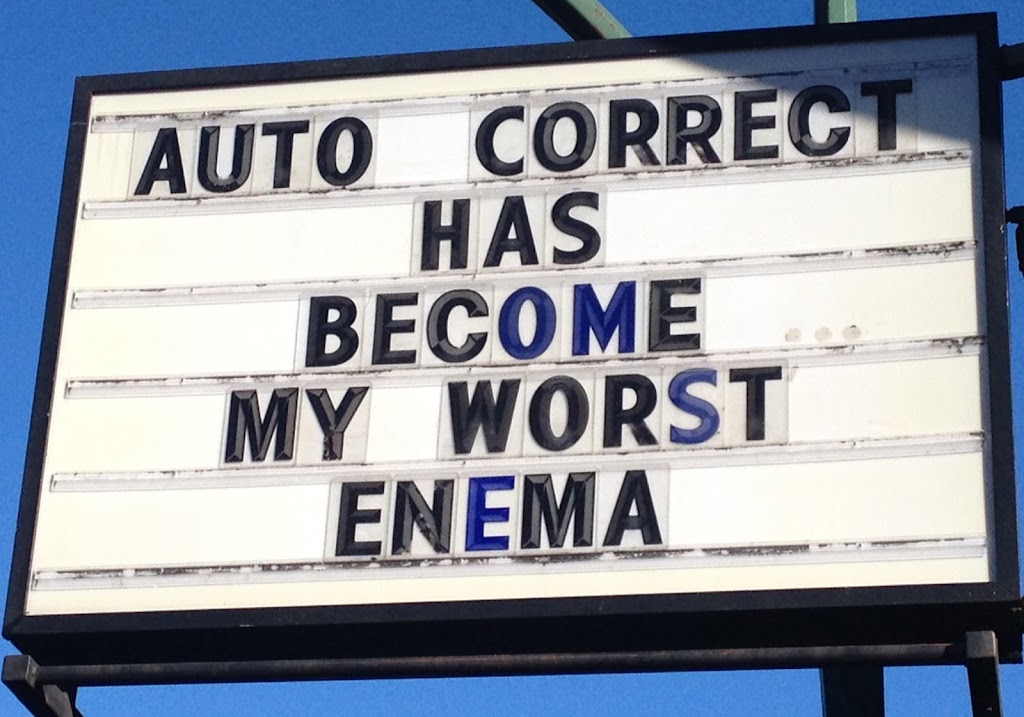 AUTO CORRECT
HAS
BECOME
MY WORST
ENEMA